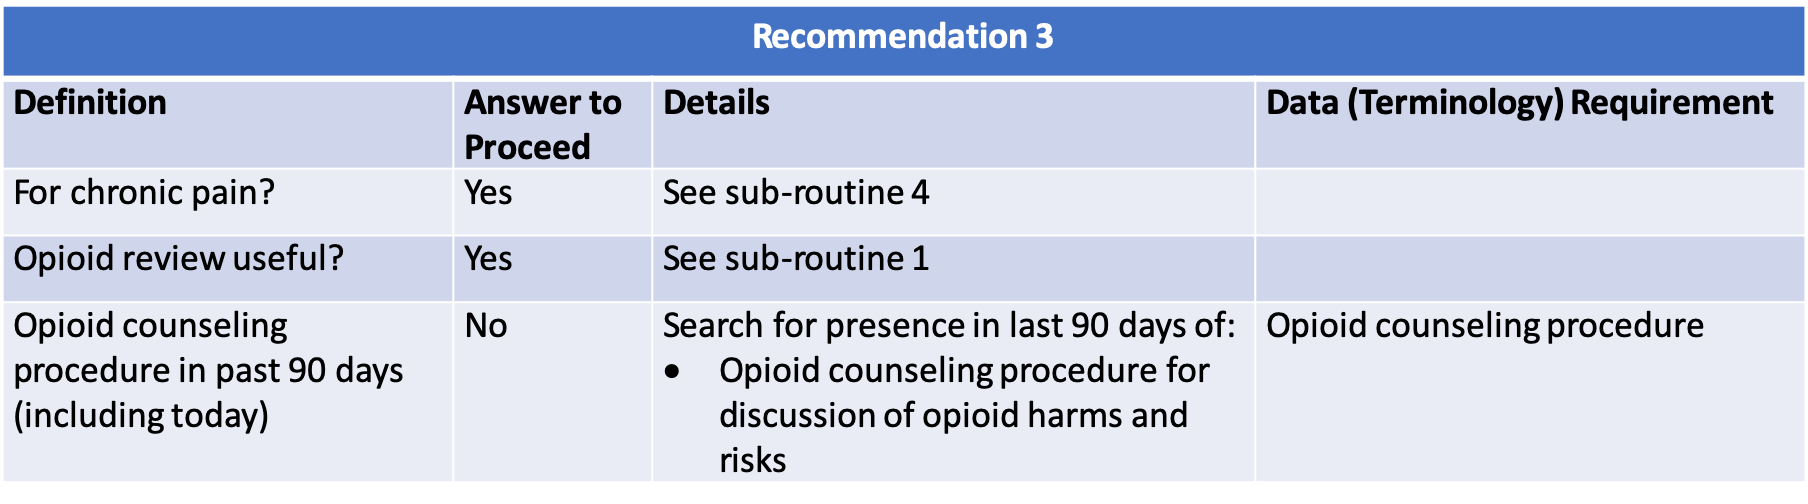 Recommendation 3
Definition
Answer to
Proceed
Details
Data (Terminology) Requirement
For chronic pain?
Yes
See sub-routine 4
Opioid review useful?
Yes
See sub-routine 1
Opioid counseling
procedure in past 90 days
(including today)
No
Search for presence in last 90 days of:
• Opioid counseling procedure for
discussion of opioid harms and
risks
Opioid counseling procedure